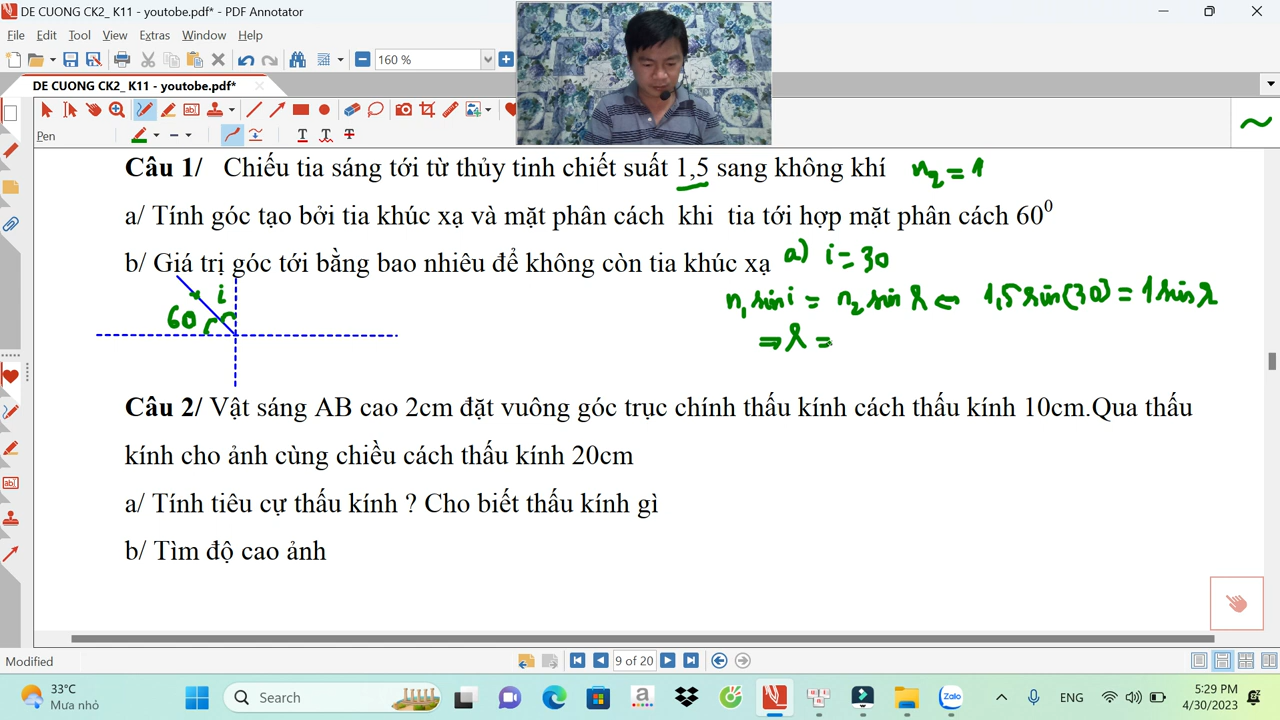 DE CUONG CK2_ K11 - youtobe.pdf* - PDF Annotator
File Edit Tool View Extras Window Help
160 %
DE CUONG CK2_ K11 - youtobe.pdf*
Pen
Câu 1/ Chiếu tia sáng tới từ thủy tinh chiết suất 1,5 sang không khí n₂ = 1
a/ Tính góc tạo bởi tia khúc xạ và mặt phân cách khi tia tới hợp mặt phân cách 60⁰
b/ Giá trị góc tới bằng bao nhiêu để không còn tia khúc xạ a) i = 30
60 i
n₁ sin i = n₂ sin r ⇔ 1,5 sin(30) = 1 sin r
⇒ r =
Câu 2/ Vật sáng AB cao 2cm đặt vuông góc trục chính thấu kính cách thấu kính 10cm.Qua thấu
kính cho ảnh cùng chiều cách thấu kính 20cm
a/ Tính tiêu cự thấu kính ? Cho biết thấu kính gì
b/ Tìm độ cao ảnh
Modified 9 of 20
33°C
Mưa nhỏ
Search
a
Zalo
ENG
5:29 PM
4/30/2023